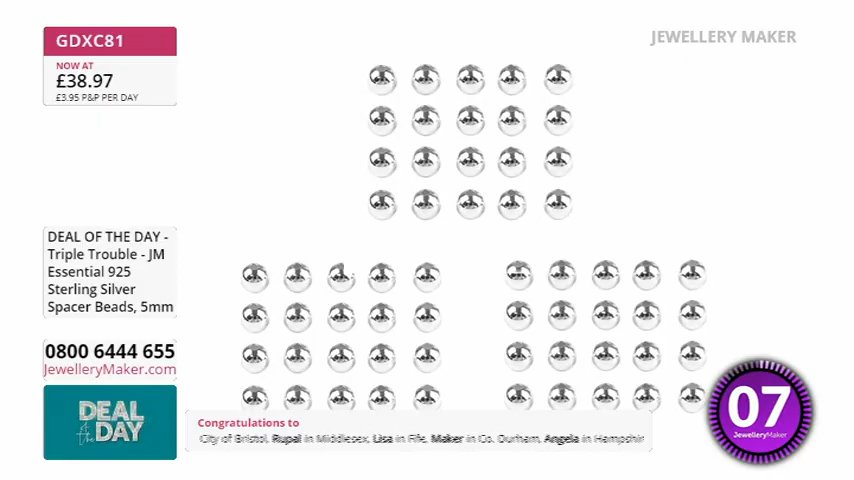 GDXC81
JEWELLERY MAKER
NOW AT
£38.97
£3.95 P&P PER DAY
DEAL OF THE DAY -
Triple Trouble - JM
Essential 925
Sterling Silver
Spacer Beads, 5mm
0800 6444 655
JewelleryMaker.com
DEAL
of the
DAY
07
JewelleryMaker
Congratulations to
City of Bristol, Rupal in Middlesex, Lisa in Fife, Maker in Co. Durham, Angela in Hampshir